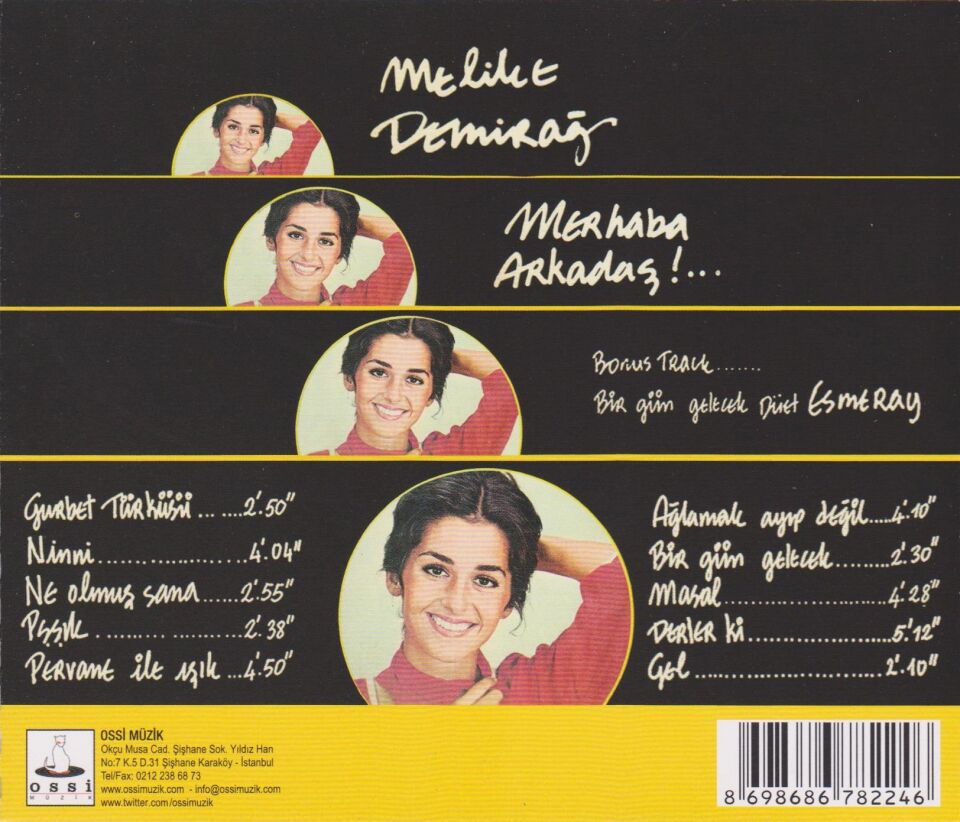 Melike
Demirağ
Merhaba
Arkadaş!...
Bonus Track.......
Bir gün gelecek Düet Esmeray
Gurbet Türküsü ... ....2'.50"
Ninni................4'.04"
Ne olmuş sana......2'.55"
Pşşık ....... ... .......2'.38"
Pervane ile ışık ...4'.50"
Ağlamak ayıp değil.....4'.10"
Bir gün gelecek.........2'.30"
Masal .....................4'.28"
Derler ki..................5'.12"
Gel .........................2'.10"
OSSİ MÜZİK
Okçu Musa Cad. Şişhane Sok. Yıldız Han
No:7 K.5 D.31 Şişhane Karaköy - İstanbul
Tel/Fax: 0212 238 68 73
www.ossimuzik.com - info@ossimuzik.com
www.twitter.com/ossimuzik
ossi
MÜZİK
8 698686 782246